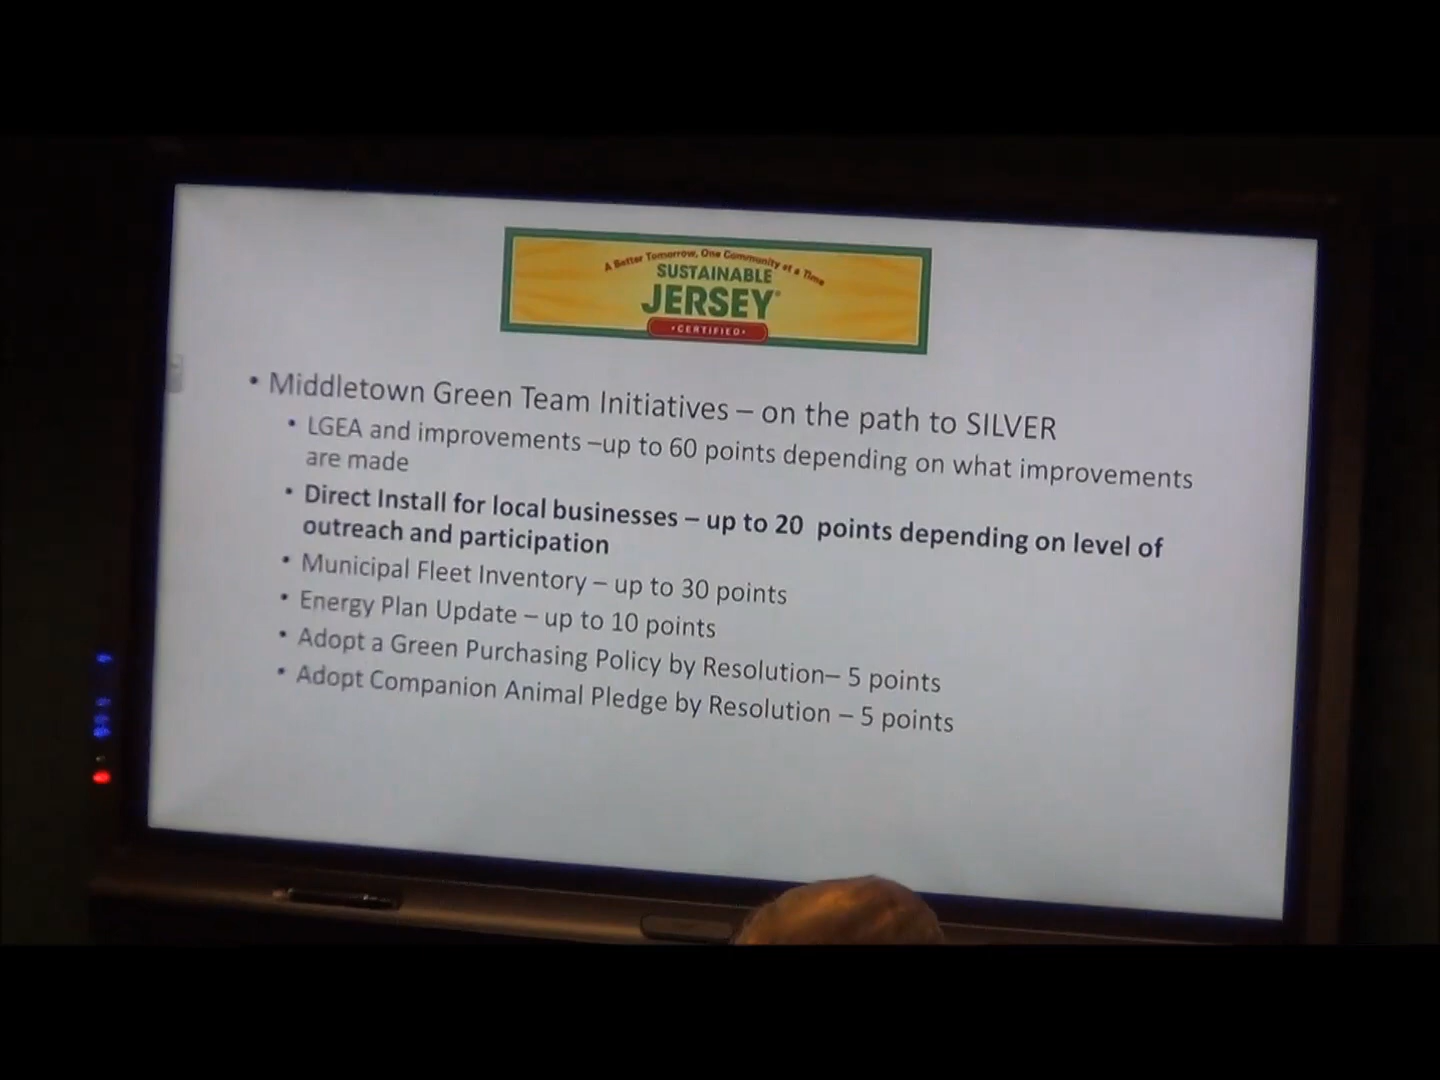 A Better Tomorrow, One Community at a Time
SUSTAINABLE
JERSEY®
•CERTIFIED•
• Middletown Green Team Initiatives – on the path to SILVER
• LGEA and improvements –up to 60 points depending on what improvements
are made
• Direct Install for local businesses – up to 20 points depending on level of
outreach and participation
• Municipal Fleet Inventory – up to 30 points
• Energy Plan Update – up to 10 points
• Adopt a Green Purchasing Policy by Resolution– 5 points
• Adopt Companion Animal Pledge by Resolution – 5 points